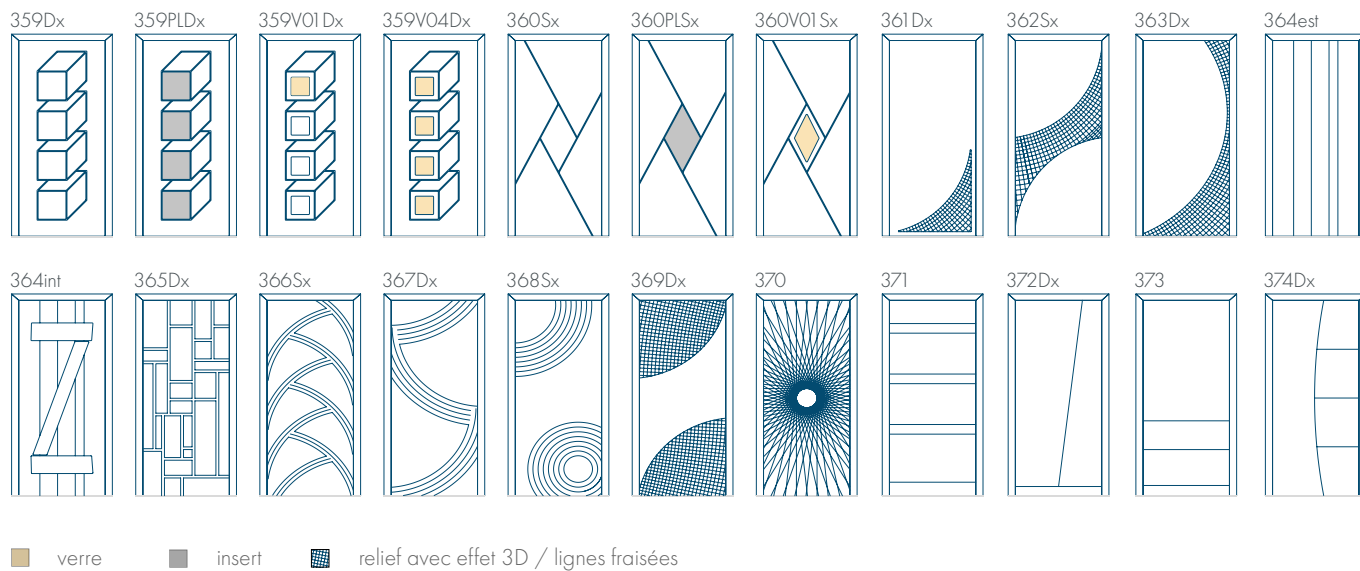 359Dx 359PLDx 359V01Dx 359V04Dx 360Sx 360PLSx 360V01Sx 361Dx 362Sx 363Dx 364est
364int 365Dx 366Sx 367Dx 368Sx 369Dx 370 371 372Dx 373 374Dx
verre insert relief avec effet 3D / lignes fraisées